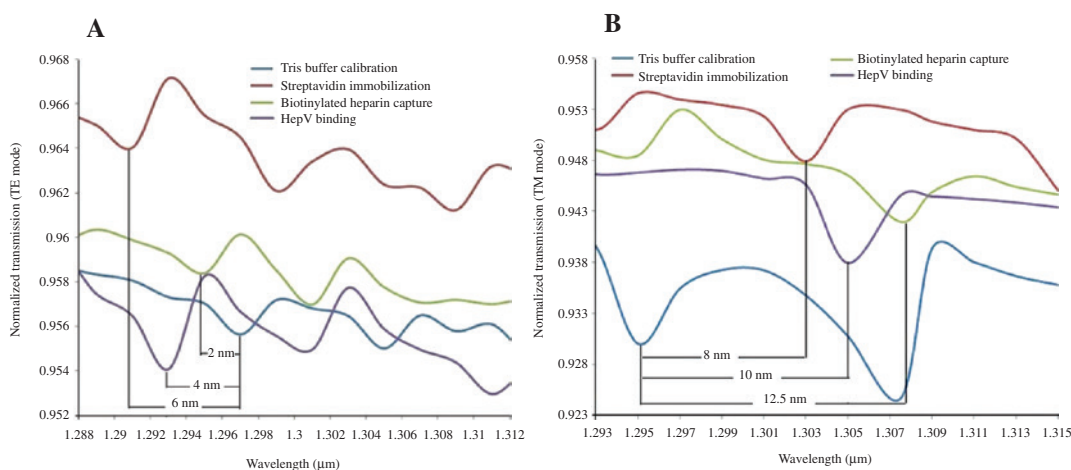 A
Normalized transmission (TE mode)
0.968
0.966
0.964
0.962
0.96
0.958
0.956
0.954
0.952
Tris buffer calibration
Streptavidin immobilization
Biotinylated heparin capture
HepV binding
2 nm
4 nm
6 nm
1.288 1.29 1.292 1.294 1.296 1.298 1.3 1.304 1.306 1.308 1.31 1.312
Wavelength (μm)
B
Normalized transmission (TM mode)
0.958
0.953
0.948
0.943
0.938
0.933
0.928
0.923
Tris buffer calibration
Streptavidin immobilization
Biotinylated heparin capture
HepV binding
8 nm
10 nm
12.5 nm
1.293 1.295 1.297 1.299 1.301 1.303 1.305 1.307 1.309 1.311 1.313 1.315
Wavelength (μm)